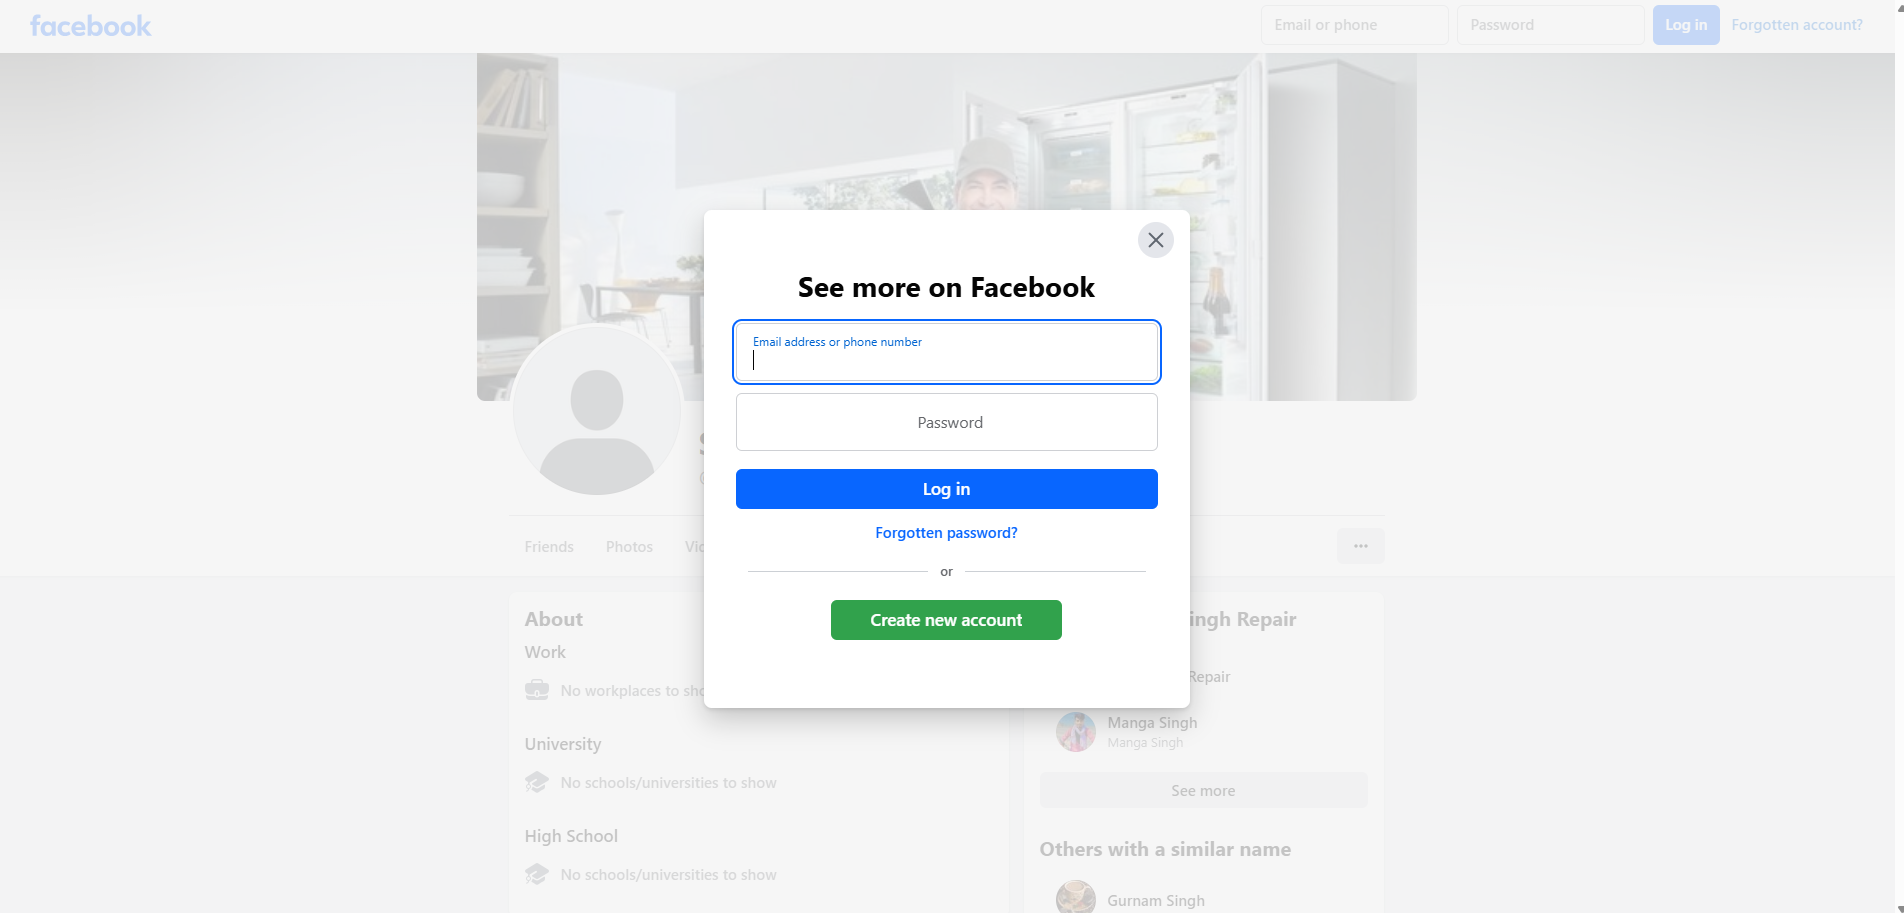 facebook
Email or phone
Password
Log in
Forgotten account?
See more on Facebook
Email address or phone number
Password
Log in
Forgotten password?
or
Create new account
Friends
Photos
About
Work
No workplaces to
University
No schools/universities to show
High School
No schools/universities to show
Repair
Repair
Manga Singh
Manga Singh
See more
Others with a similar name
Gurnam Singh